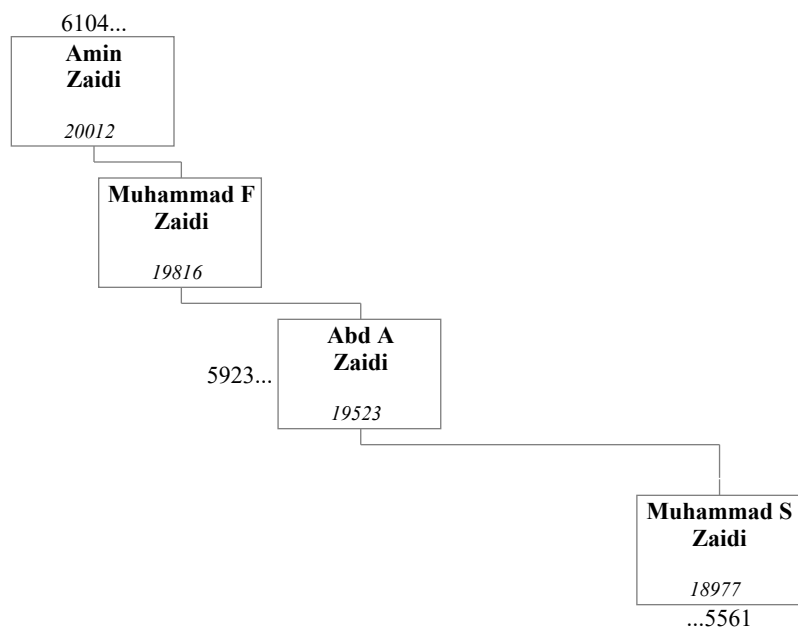 6104...
Amin
Zaidi
20012
Muhammad F
Zaidi
19816
Abd A
Zaidi
5923...
19523
Muhammad S
Zaidi
18977
...5561